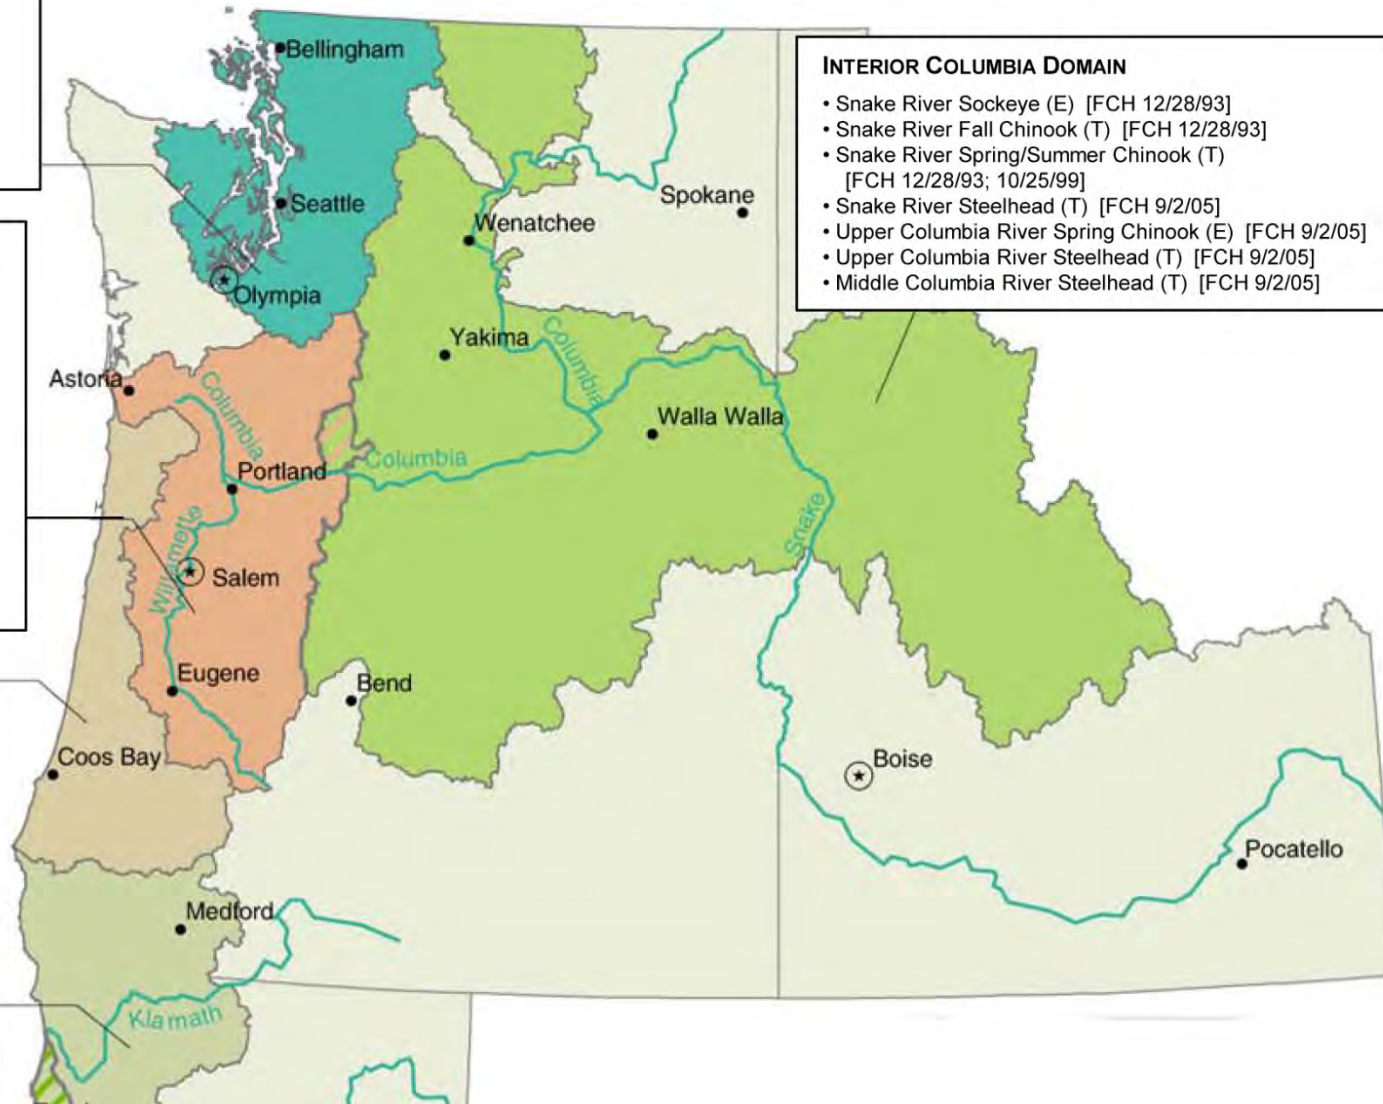 Bellingham
INTERIOR COLUMBIA DOMAIN
• Snake River Sockeye (E) [FCH 12/28/93]
• Snake River Fall Chinook (T) [FCH 12/28/93]
• Snake River Spring/Summer Chinook (T)
[FCH 12/28/93; 10/25/99]
• Snake River Steelhead (T) [FCH 9/2/05]
• Upper Columbia River Spring Chinook (E) [FCH 9/2/05]
• Upper Columbia River Steelhead (T) [FCH 9/2/05]
• Middle Columbia River Steelhead (T) [FCH 9/2/05]
Spokane
Seattle
Wenatchee
Olympia
Yakima
Columbia
Astoria
Columbia
Walla Walla
Columbia
Portland
Snake
Willamette
Salem
Eugene
Bend
Coos Bay
Boise
Pocatello
Medford
Klamath